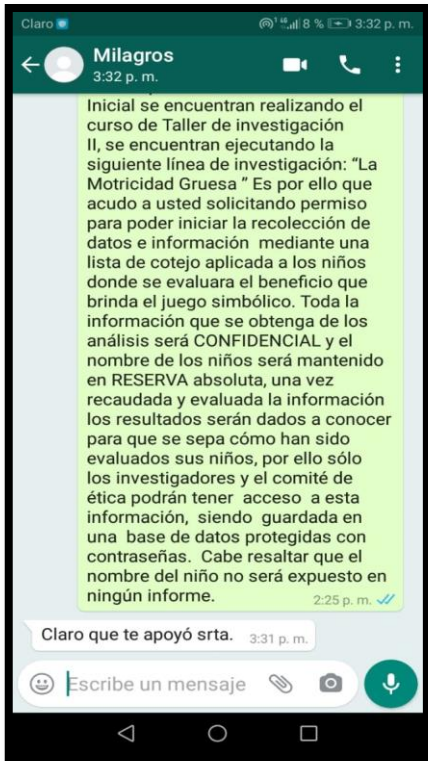 Claro
8 % 3:32 p. m.
Milagros
3:32 p. m.
Inicial se encuentran realizando el
curso de Taller de investigación
II, se encuentran ejecutando la
siguiente línea de investigación: “La
Motricidad Gruesa ” Es por ello que
acudo a usted solicitando permiso
para poder iniciar la recolección de
datos e información mediante una
lista de cotejo aplicada a los niños
donde se evaluara el beneficio que
brinda el juego simbólico. Toda la
información que se obtenga de los
análisis será CONFIDENCIAL y el
nombre de los niños será mantenido
en RESERVA absoluta, una vez
recaudada y evaluada la información
los resultados serán dados a conocer
para que se sepa cómo han sido
evaluados sus niños, por ello sólo
los investigadores y el comité de
ética podrán tener acceso a esta
información, siendo guardada en
una base de datos protegidas con
contraseñas. Cabe resaltar que el
nombre del niño no será expuesto en
ningún informe.
2:25 p. m.
Claro que te apoyó srta. 3:31 p. m.
Escribe un mensaje